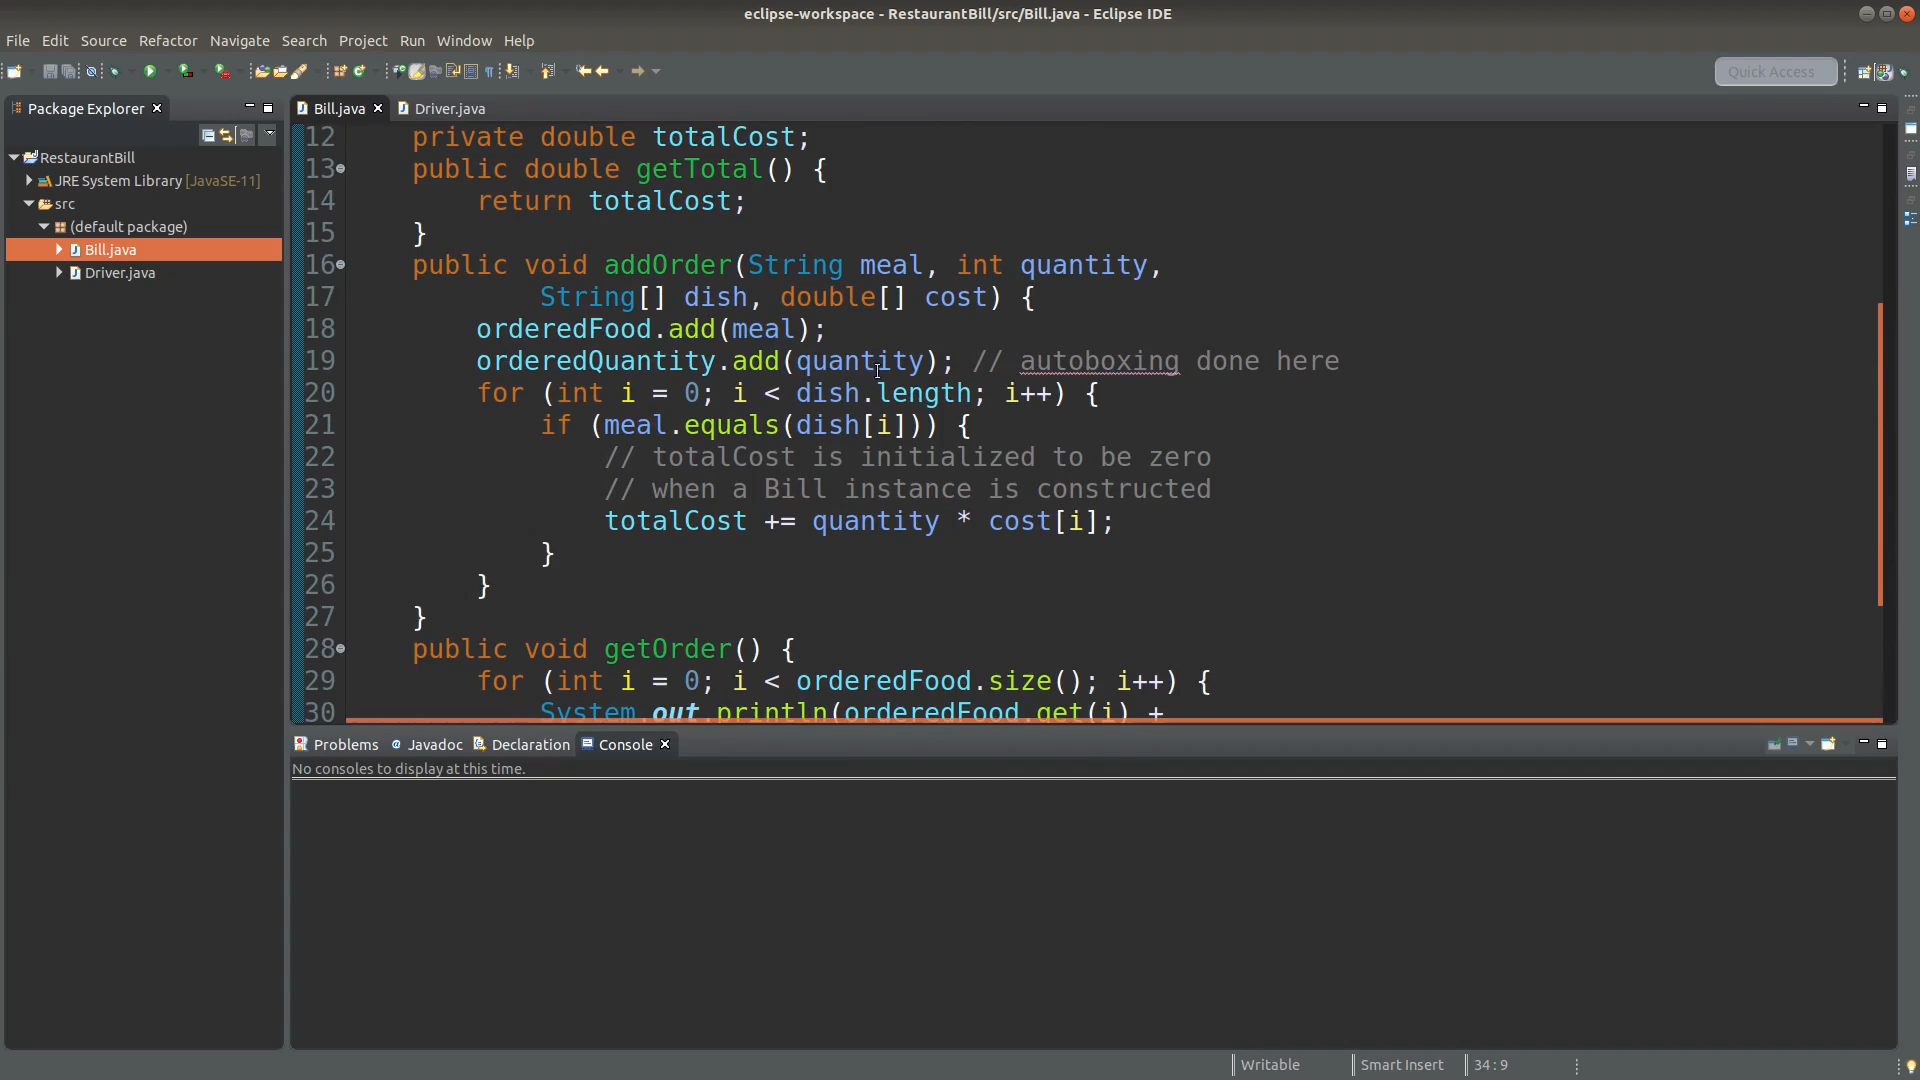 eclipse-workspace - RestaurantBill/src/Bill.java - Eclipse IDE
File Edit Source Refactor Navigate Search Project Run Window Help
Quick Access
Package Explorer
RestaurantBill
JRE System Library [JavaSE-11]
src
(default package)
Bill.java
Driver.java
Bill.java Driver.java
12 private double totalCost;
13 public double getTotal() {
14 return totalCost;
15 }
16 public void addOrder(String meal, int quantity,
17 String[] dish, double[] cost) {
18 orderedFood.add(meal);
19 orderedQuantity.add(quantity); // autoboxing done here
20 for (int i = 0; i < dish.length; i++) {
21 if (meal.equals(dish[i])) {
22 // totalCost is initialized to be zero
23 // when a Bill instance is constructed
24 totalCost += quantity * cost[i];
25 }
26 }
27 }
28 public void getOrder() {
29 for (int i = 0; i < orderedFood.size(); i++) {
30 System.out.println(orderedFood.get(i) +
Problems Javadoc Declaration Console
No consoles to display at this time.
Writable Smart Insert 34 : 9